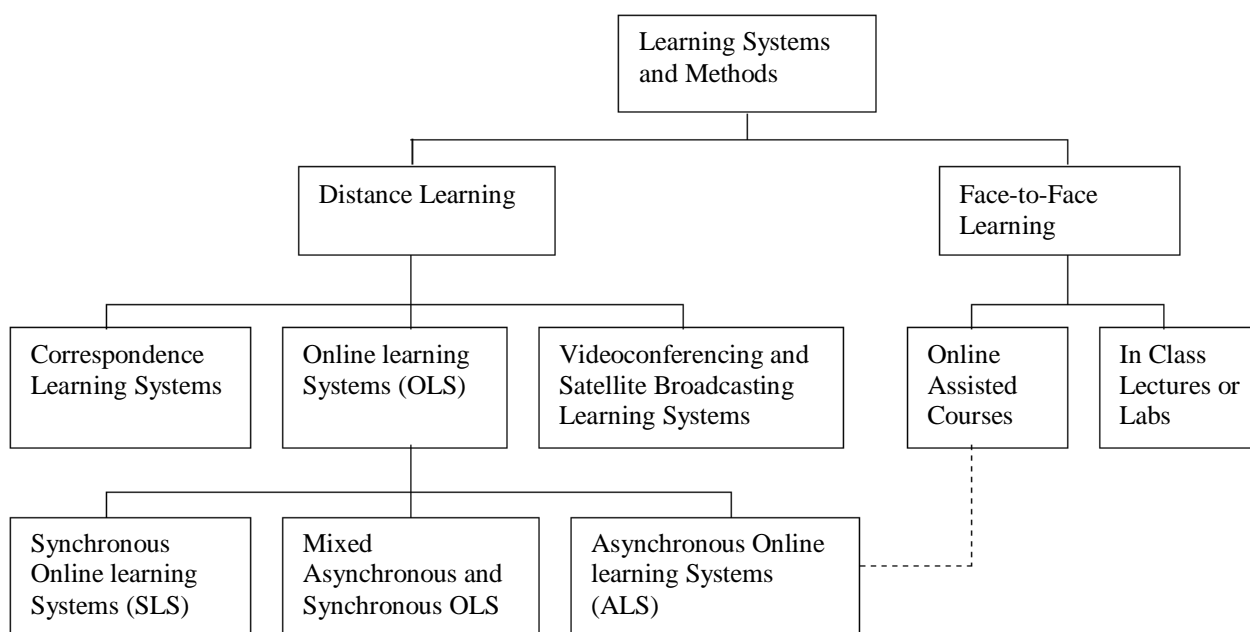 Learning Systems
and Methods
Distance Learning
Face-to-Face
Learning
Correspondence
Learning Systems
Online learning
Systems (OLS)
Videoconferencing and
Satellite Broadcasting
Learning Systems
Online
Assisted
Courses
In Class
Lectures or
Labs
Synchronous
Online learning
Systems (SLS)
Mixed
Asynchronous and
Synchronous OLS
Asynchronous Online
learning Systems
(ALS)